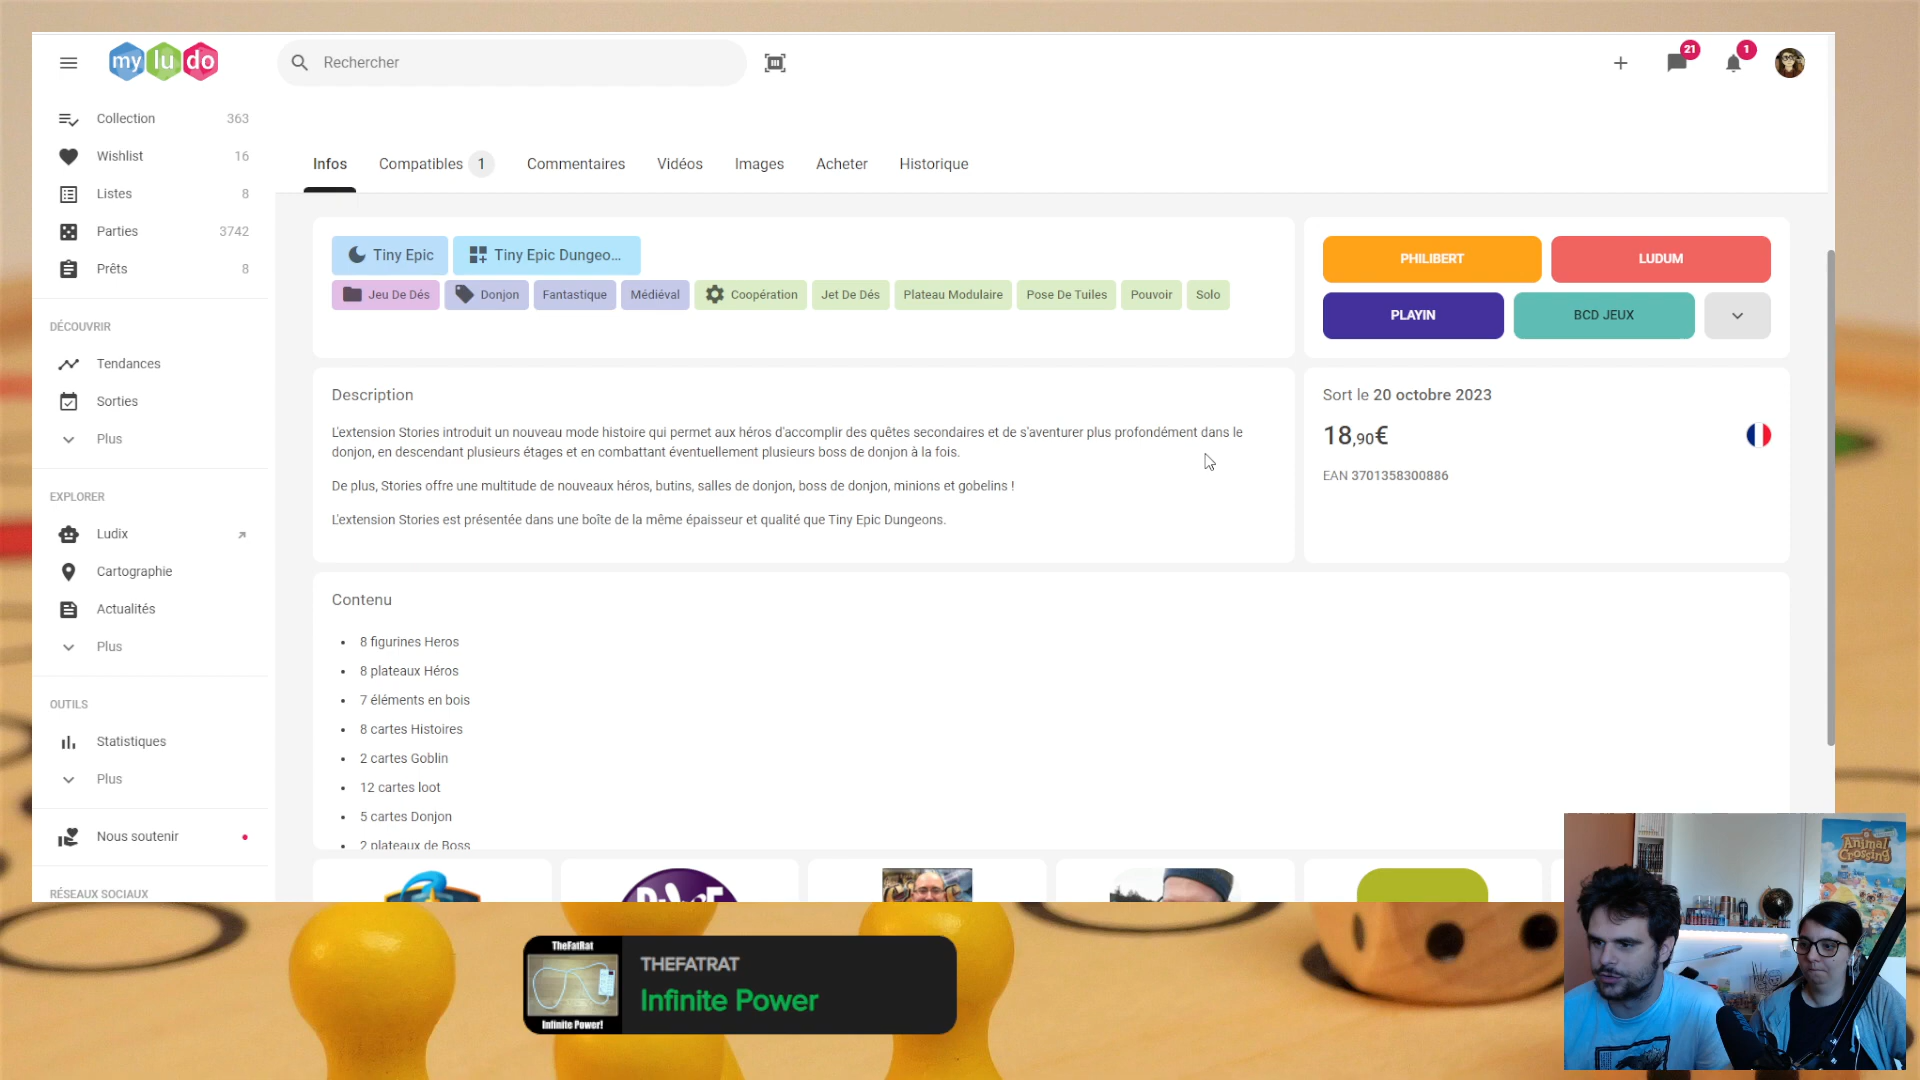 myludo
Rechercher
21
1
Collection 363
Wishlist 16
Listes 8
Parties 3742
Prêts 8
DÉCOUVRIR
Tendances
Sorties
Plus
EXPLORER
Ludix
Cartographie
Actualités
Plus
OUTILS
Statistiques
Plus
Nous soutenir
RÉSEAUX SOCIAUX
Infos Compatibles 1 Commentaires Vidéos Images Acheter Historique
Tiny Epic Tiny Epic Dungeo...
Jeu De Dés Donjon Fantastique Médiéval Coopération Jet De Dés Plateau Modulaire Pose De Tuiles Pouvoir Solo
PHILIBERT LUDUM
PLAYIN BCD JEUX
Description
L'extension Stories introduit un nouveau mode histoire qui permet aux héros d'accomplir des quêtes secondaires et de s'aventurer plus profondément dans le
donjon, en descendant plusieurs étages et en combattant éventuellement plusieurs boss de donjon à la fois.
De plus, Stories offre une multitude de nouveaux héros, butins, salles de donjon, boss de donjon, minions et gobelins !
L'extension Stories est présentée dans une boîte de la même épaisseur et qualité que Tiny Epic Dungeons.
Sort le 20 octobre 2023
18,90€
EAN 3701358300886
Contenu
8 figurines Heros
8 plateaux Héros
7 éléments en bois
8 cartes Histoires
2 cartes Goblin
12 cartes loot
5 cartes Donjon
2 plateaux de Boss
TheFatRat
Infinite Power!
THEFATRAT
Infinite Power
Animal
Crossing